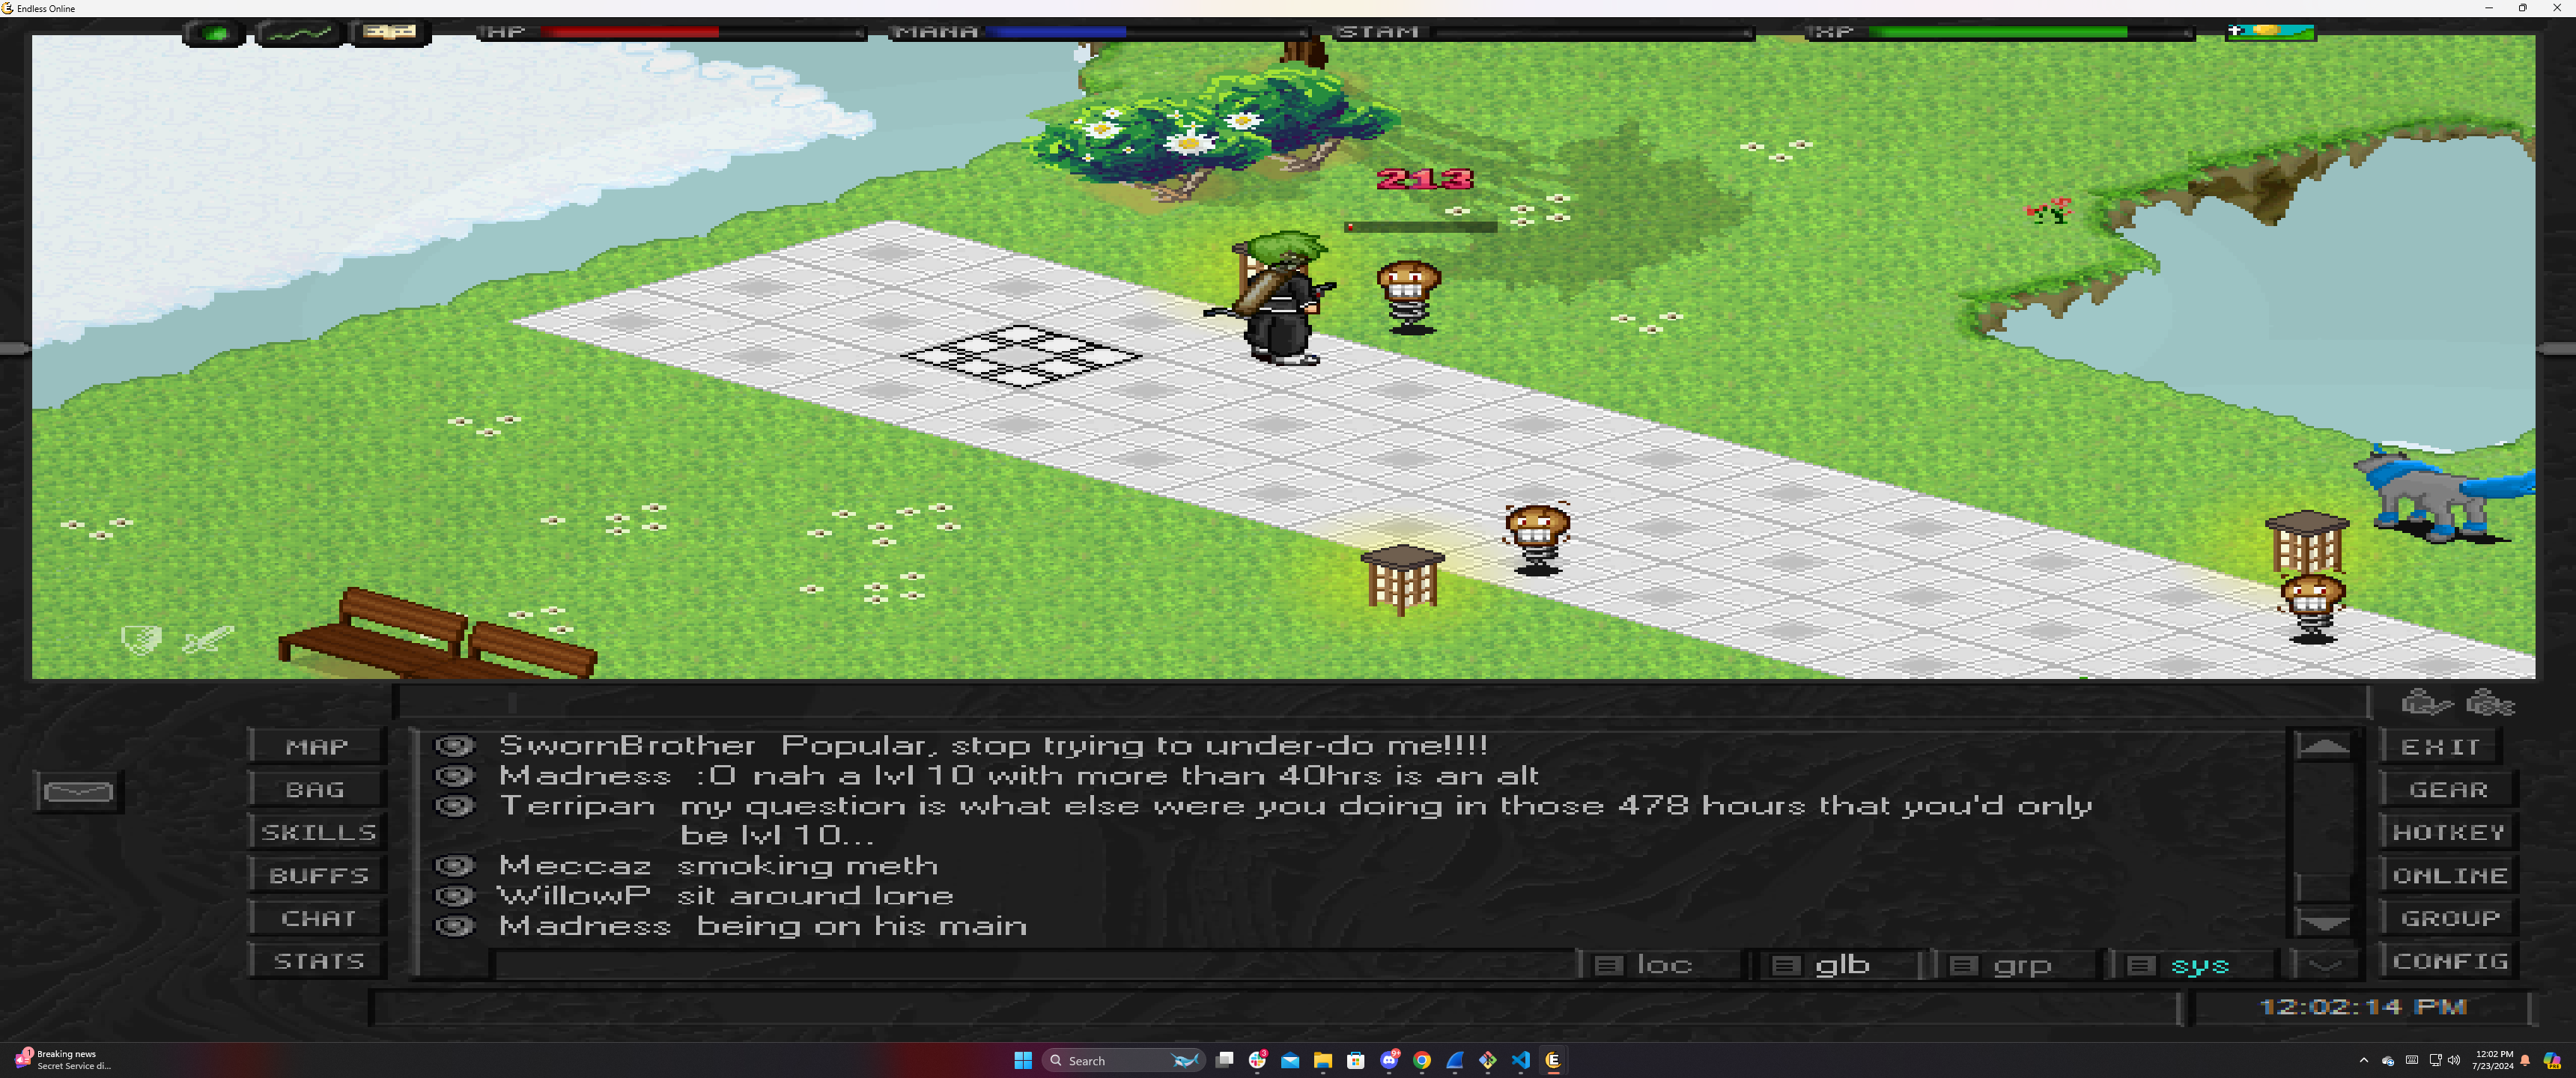 Endless Online
HP
MANA
STAM
XP
213
MAP
BAG
SKILLS
BUFFS
CHAT
STATS
SwornBrother Popular, stop trying to under-do me!!!!
Madness :O nah a lvl 10 with more than 40hrs is an alt
Terripan my question is what else were you doing in those 478 hours that you'd only
be lvl 10...
Meccaz smoking meth
WillowP sit around lone
Madness being on his main
loc
glb
grp
sys
EXIT
GEAR
HOTKEY
ONLINE
GROUP
CONFIG
12:02:14 PM
1
Breaking news
Secret Service di...
Search
3
9+
E
12:02 PM
7/23/2024
PRE